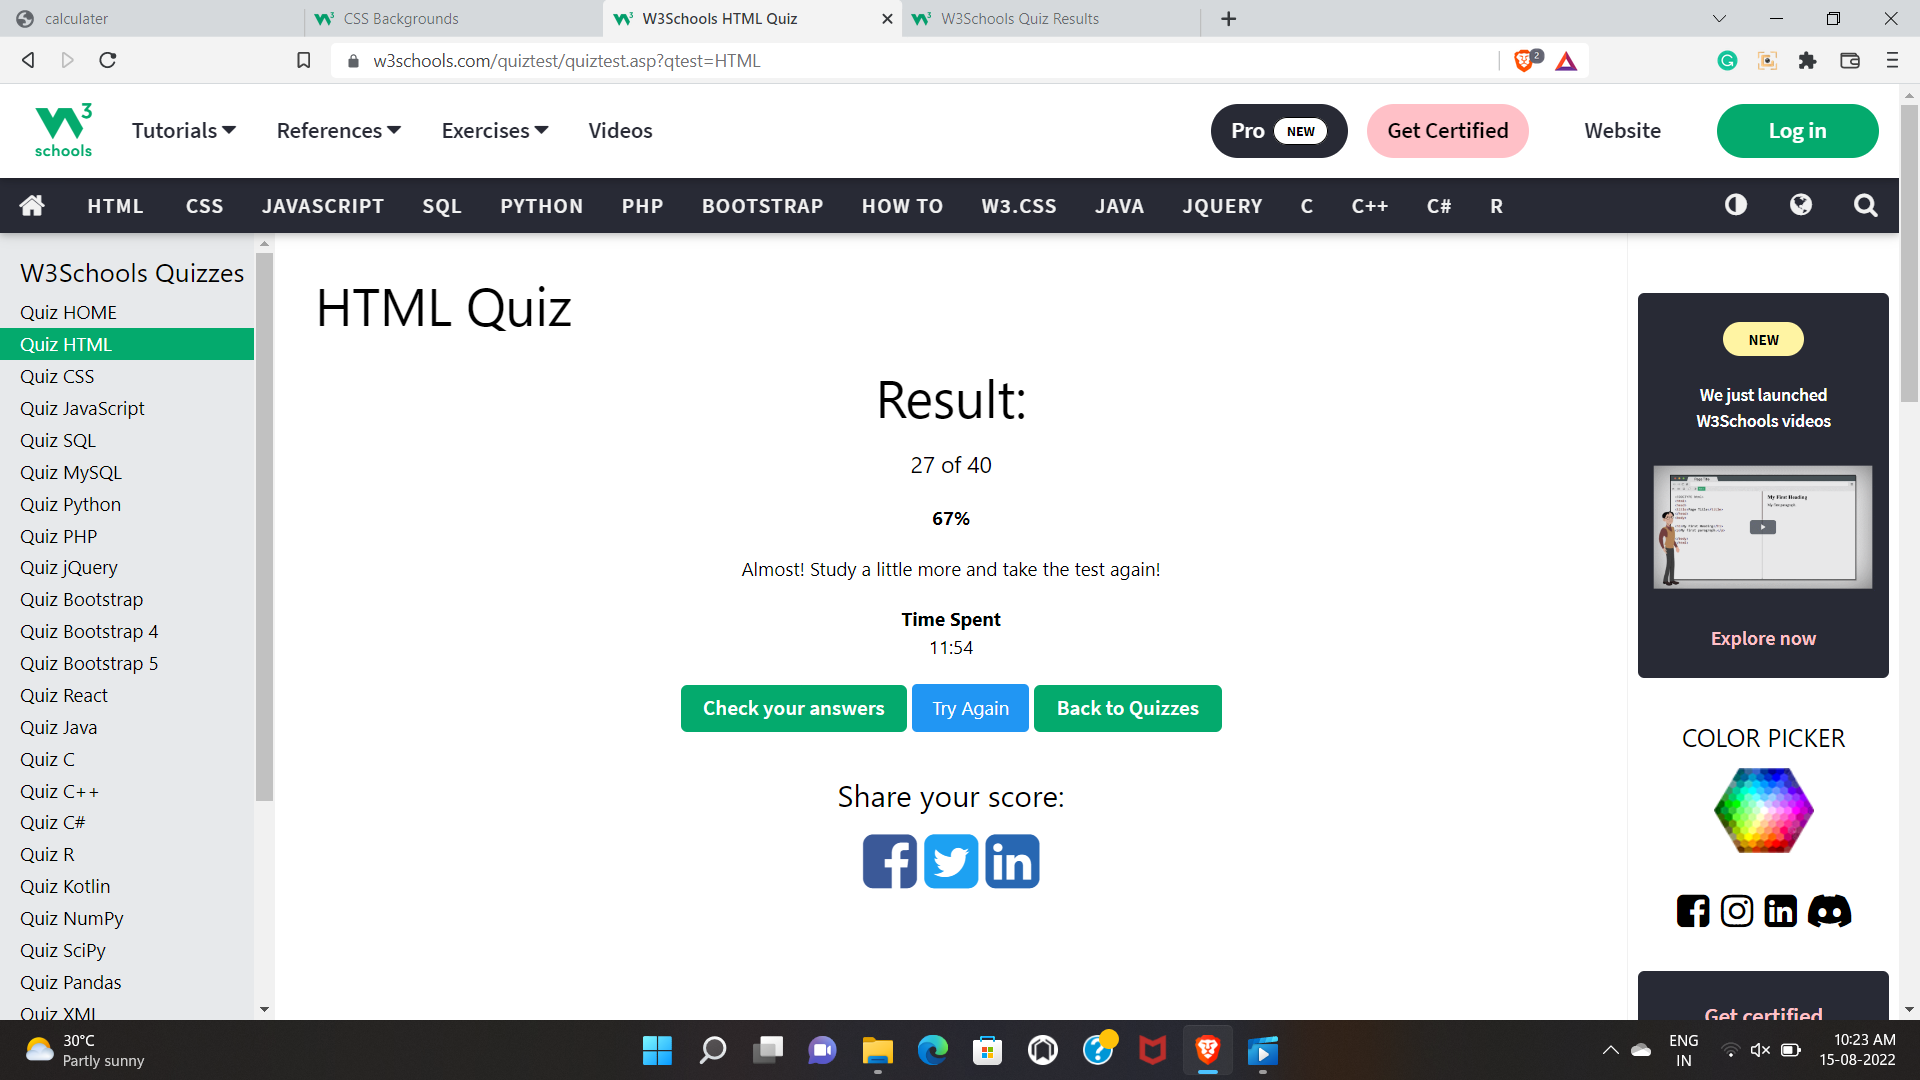 calculater
CSS Backgrounds
W3Schools HTML Quiz
W3Schools Quiz Results
w3schools.com/quiztest/quiztest.asp?qtest=HTML
2
W3
schools
Tutorials
References
Exercises
Videos
Pro NEW
Get Certified
Website
Log in
HTML
CSS
JAVASCRIPT
SQL
PYTHON
PHP
BOOTSTRAP
HOW TO
W3.CSS
JAVA
JQUERY
C
C++
C#
R
W3Schools Quizzes
Quiz HOME
Quiz HTML
Quiz CSS
Quiz JavaScript
Quiz SQL
Quiz MySQL
Quiz Python
Quiz PHP
Quiz jQuery
Quiz Bootstrap
Quiz Bootstrap 4
Quiz Bootstrap 5
Quiz React
Quiz Java
Quiz C
Quiz C++
Quiz C#
Quiz R
Quiz Kotlin
Quiz NumPy
Quiz SciPy
Quiz Pandas
Quiz XML
HTML Quiz
Result:
27 of 40
67%
Almost! Study a little more and take the test again!
Time Spent
11:54
Check your answers
Try Again
Back to Quizzes
Share your score:
NEW
We just launched
W3Schools videos
My First Heading
Explore now
COLOR PICKER
Get certified
30°C
Partly sunny
ENG
IN
10:23 AM
15-08-2022